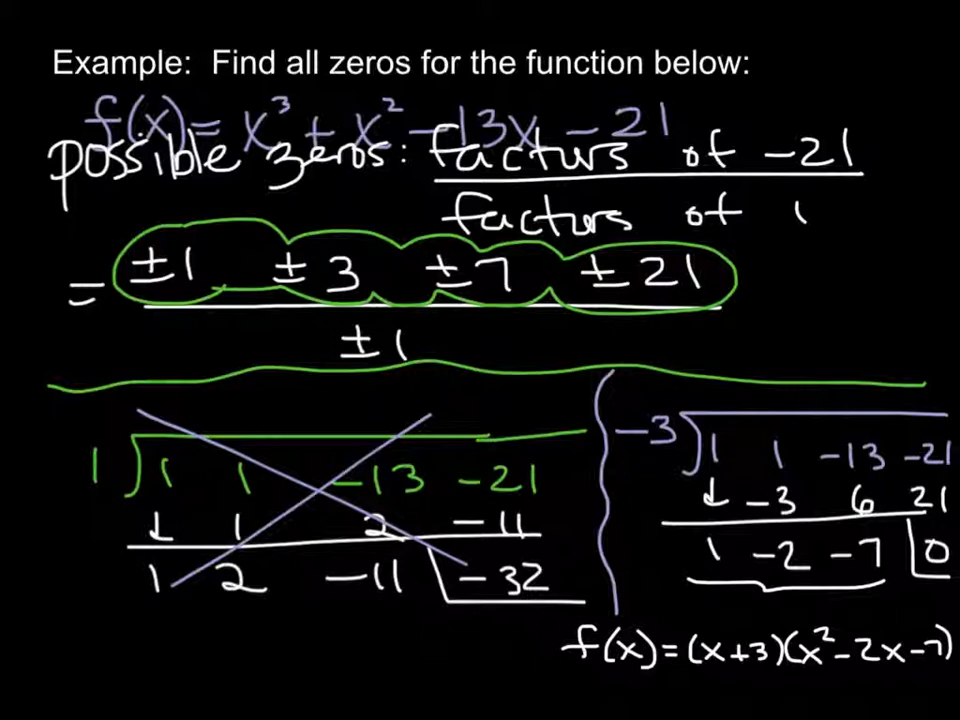 Example: Find all zeros for the function below:
f(x) = x³ + x² - 13x - 21
possible zeros: factors of -21
factors of 1
= ±1 ±3 ±7 ±21
±1
1 1 1 -13 -21
↓ 1 2 -11
1 2 -11 -32
-3 1 1 -13 -21
↓ -3 6 21
1 -2 -7 0
f(x) = (x+3)(x² - 2x - 7)